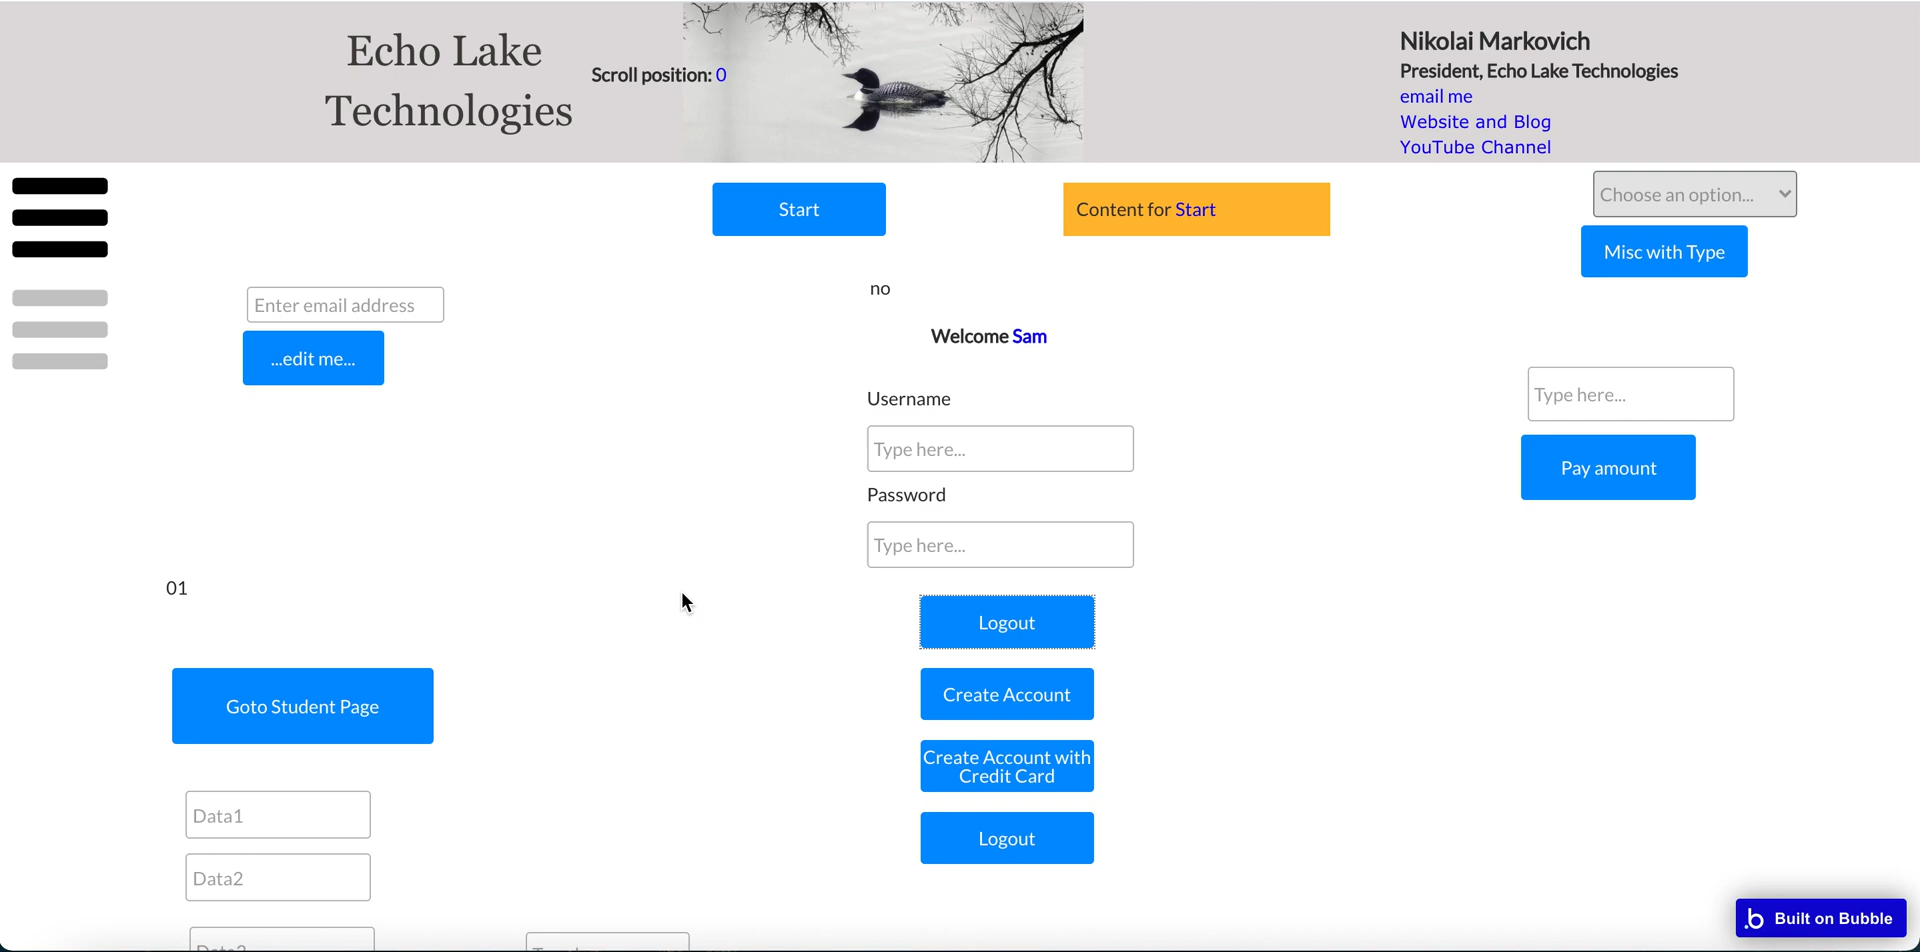 Echo Lake
Technologies
Scroll position: 0
Nikolai Markovich
President, Echo Lake Technologies
email me
Website and Blog
YouTube Channel
Start
Content for Start
Choose an option...
Misc with Type
no
Enter email address
...edit me...
Welcome Sam
Username
Type here...
Type here...
Pay amount
Password
Type here...
01
Logout
Goto Student Page
Create Account
Create Account with
Credit Card
Data1
Logout
Data2
Built on Bubble